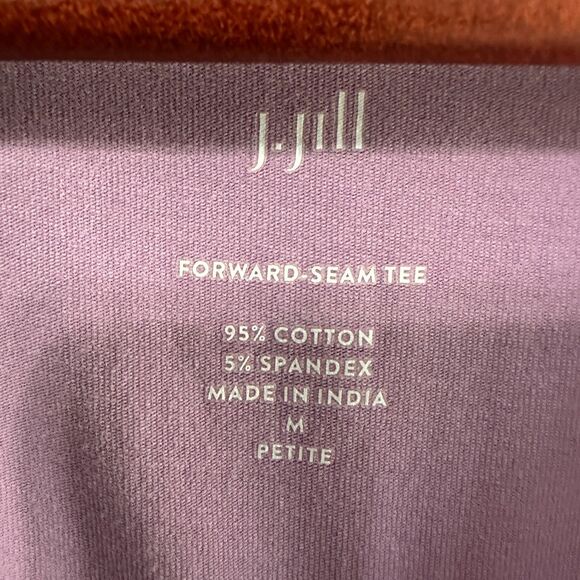 J.Jill
FORWARD-SEAM TEE
95% COTTON
5% SPANDEX
MADE IN INDIA
M
PETITE